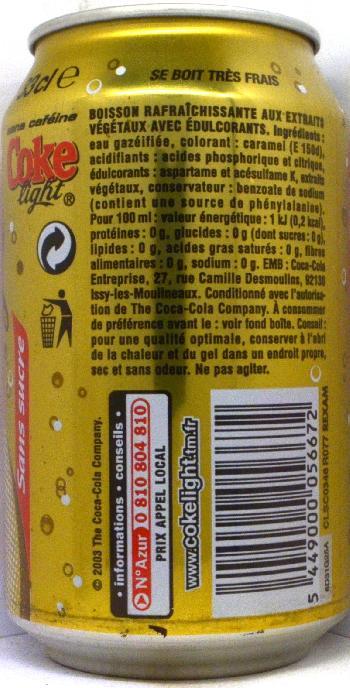 33cl e
SE BOIT TRÈS FRAIS
sans caféine
Coke
light®
BOISSON RAFRAÎCHISSANTE AUX EXTRAITS
VÉGÉTAUX AVEC ÉDULCORANTS. Ingrédients :
eau gazéifiée, colorant : caramel (E 150d),
acidifiants : acides phosphorique et citrique,
édulcorants : aspartame et acésulfame K, extraits
végétaux, conservateur : benzoate de sodium
(contient une source de phénylalanine).
Pour 100 ml : valeur énergétique : 1 kJ (0,2 kcal),
protéines : 0 g, glucides : 0 g (dont sucres : 0 g),
lipides : 0 g, acides gras saturés : 0 g, fibres
alimentaires : 0 g, sodium : 0 g. EMB : Coca-Cola
Entreprise, 27, rue Camille Desmoulins, 92130
Issy-les-Moulineaux. Conditionné avec l'autorisa-
tion de The Coca-Cola Company. À consommer
de préférence avant le : voir fond boîte. Conseil :
pour une qualité optimale, conserver à l'abri
de la chaleur et du gel dans un endroit propre,
sec et sans odeur. Ne pas agiter.
Sans sucre
© 2003 The Coca-Cola Company.
• informations • conseils •
N° Azur 0 810 804 810
PRIX APPEL LOCAL
www.cokelight.tm.fr
5 449000 056672
CLSC0346 R077 REXAM